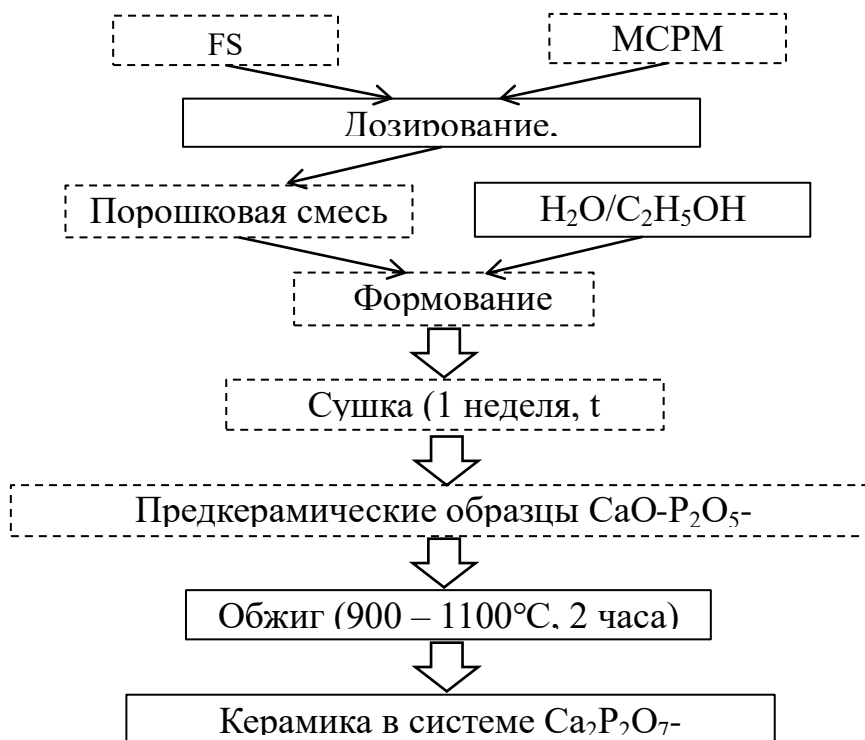 FS
MCPM
Дозирование,
Порошковая смесь
H₂O/C₂H₅OH
Формование
Сушка (1 неделя, t
Предкерамические образцы CaO-P₂O₅-
Обжиг (900 – 1100°C, 2 часа)
Керамика в системе Ca₂P₂O₇-